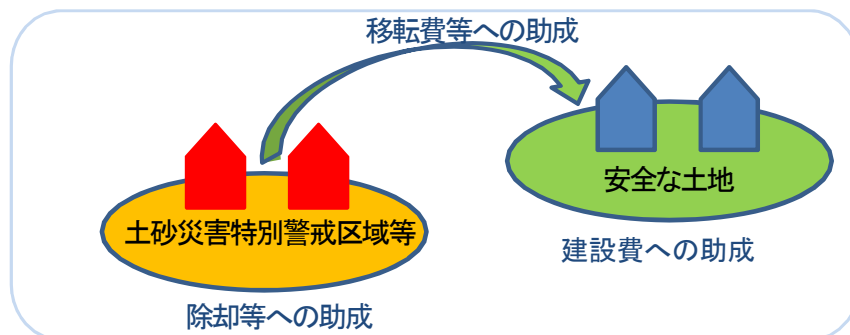 移転費等への助成
安全な土地
土砂災害特別警戒区域等
建設費への助成
除却等への助成